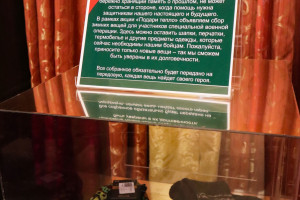 бережно хранящий память о прошлом, не может
остаться в стороне, когда помощь нужна
защитникам нашего настоящего и будущего.
В рамках акции «Подари тепло» объявляем сбор
зимних вещей для участников специальной военной
операции. Здесь можно оставить шапки, перчатки,
термобелье и другие предметы одежды, которые
сейчас необходимы нашим бойцам. Пожалуйста,
приносите только новые вещи – так мы сможем
быть уверены в их долговечности.
Все собранное обязательно будет передано на
передовую, каждая вещь найдет своего героя